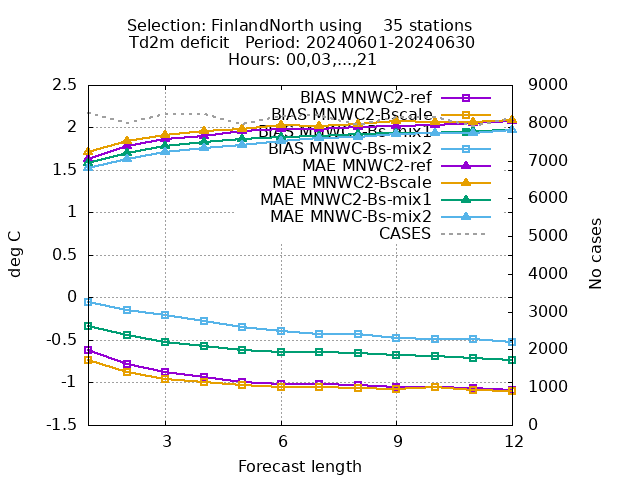 Selection: FinlandNorth using    35 stations
Td2m deficit   Period: 20240601-20240630
Hours: 00,03,...,21
2.5
2
1.5
1
0.5
0
-0.5
-1
-1.5
deg C
9000
8000
7000
6000
5000
4000
3000
2000
1000
0
No cases
BIAS MNWC2-ref
BIAS MNWC2-Bscale
BIAS MNWC2-Bs-mix1
BIAS MNWC-Bs-mix2
MAE MNWC2-ref
MAE MNWC2-Bscale
MAE MNWC2-Bs-mix1
MAE MNWC-Bs-mix2
CASES
3 6 9 12
Forecast length